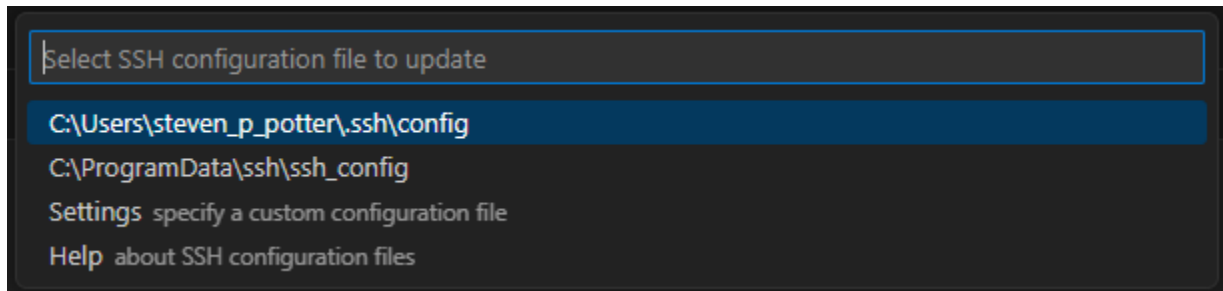 Select SSH configuration file to update
C:\Users\steven_p_potter\.ssh\config
C:\ProgramData\ssh\ssh_config
Settings specify a custom configuration file
Help about SSH configuration files